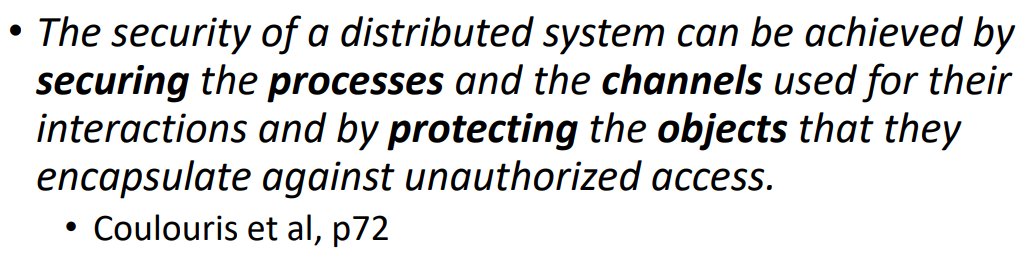 • The security of a distributed system can be achieved by
securing the processes and the channels used for their
interactions and by protecting the objects that they
encapsulate against unauthorized access.
• Coulouris et al, p72